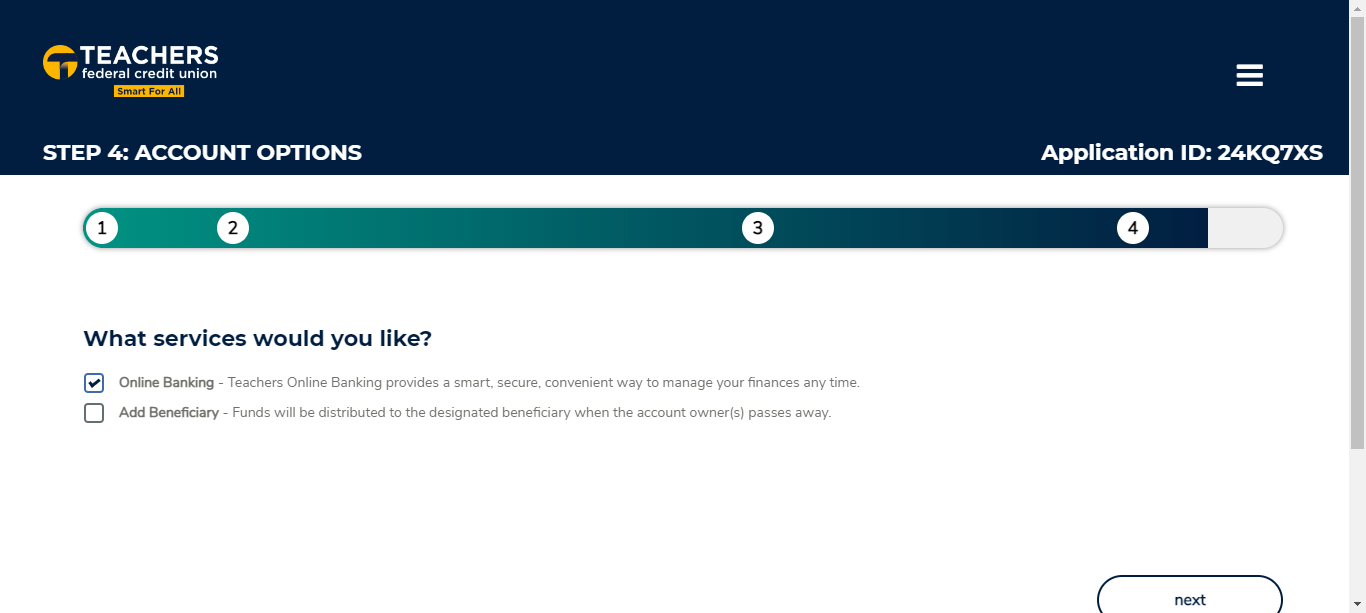 TEACHERS
federal credit union
Smart For All
STEP 4: ACCOUNT OPTIONS
Application ID: 24KQ7XS
1 2 3 4
What services would you like?
Online Banking - Teachers Online Banking provides a smart, secure, convenient way to manage your finances any time.
Add Beneficiary - Funds will be distributed to the designated beneficiary when the account owner(s) passes away.
next